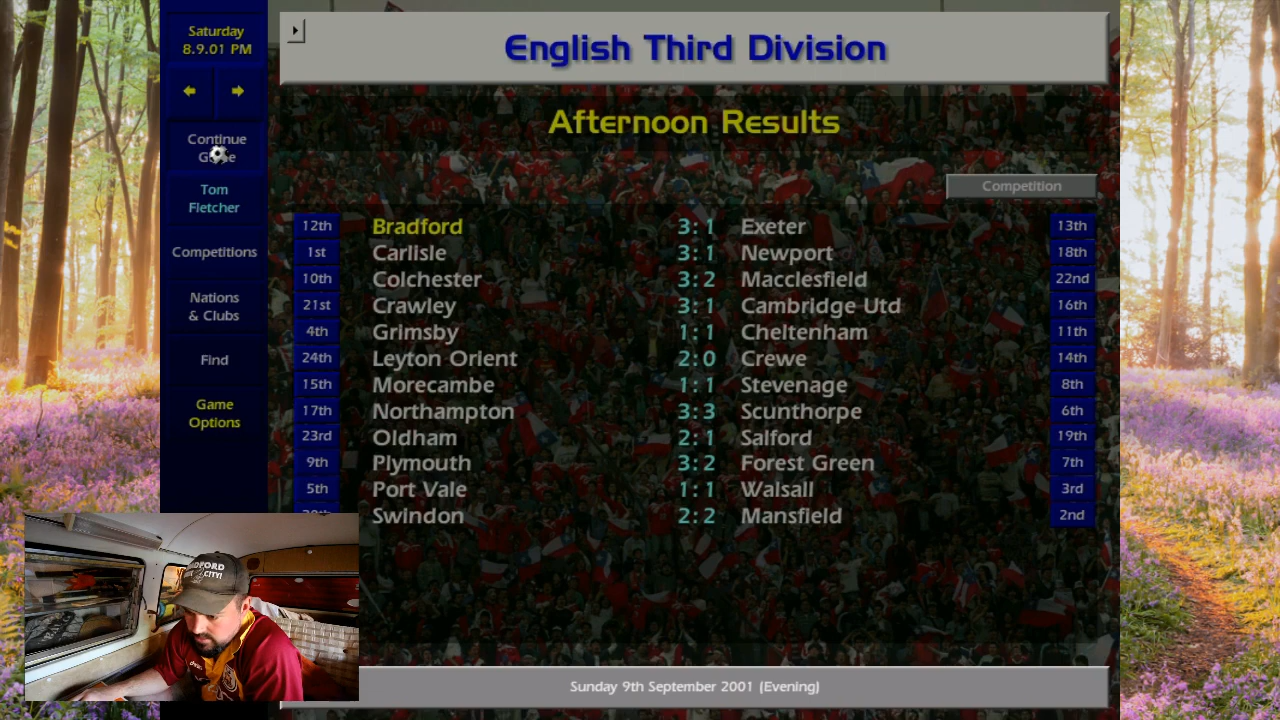 Saturday
8.9.01 PM
Continue
Tom
Fletcher
Competitions
Nations
& Clubs
Find
Game
Options
English Third Division
Afternoon Results
Competition
12th Bradford 3:1 Exeter 13th
1st Carlisle 3:1 Newport 18th
10th Colchester 3:2 Macclesfield 22nd
21st Crawley 3:1 Cambridge Utd 16th
4th Grimsby 1:1 Cheltenham 11th
24th Leyton Orient 2:0 Crewe 14th
15th Morecambe 1:1 Stevenage 8th
17th Northampton 3:3 Scunthorpe 6th
23rd Oldham 2:1 Salford 19th
9th Plymouth 3:2 Forest Green 7th
5th Port Vale 1:1 Walsall 3rd
Swindon 2:2 Mansfield 2nd
CITY!
Sunday 9th September 2001 (Evening)